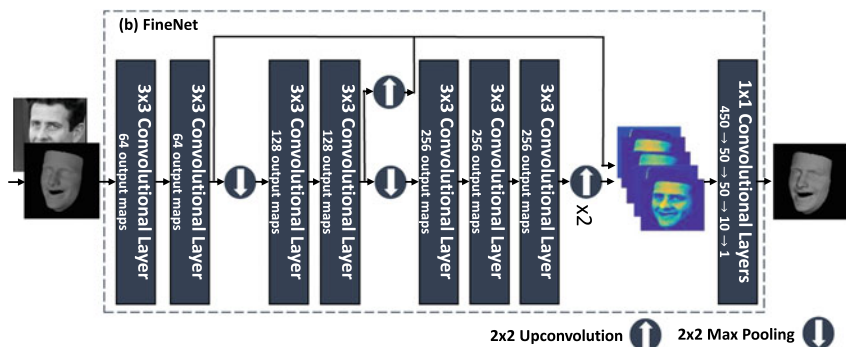 (b) FineNet
3x3 Convolutional Layer
64 output maps
3x3 Convolutional Layer
64 output maps
3x3 Convolutional Layer
128 output maps
3x3 Convolutional Layer
128 output maps
3x3 Convolutional Layer
256 output maps
3x3 Convolutional Layer
256 output maps
3x3 Convolutional Layer
256 output maps
x2
1x1 Convolutional Layers
450 → 50 → 50 → 10 → 1
2x2 Upconvolution
2x2 Max Pooling